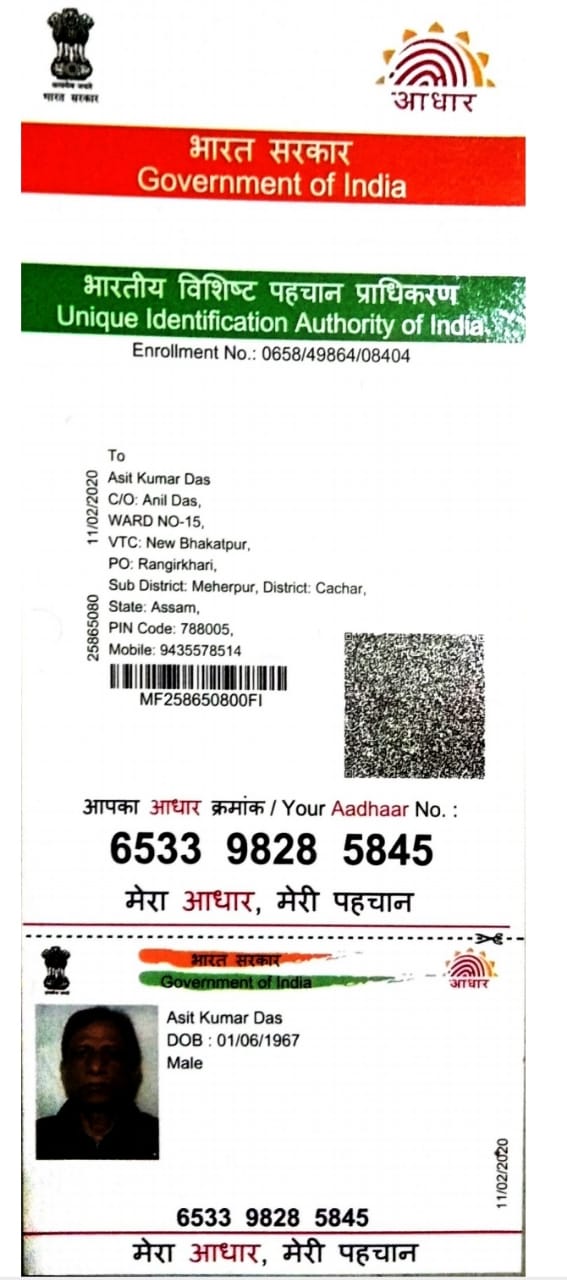 सत्यमेव जयते
भारत सरकार
आधार
भारत सरकार
Government of India
भारतीय विशिष्ट पहचान प्राधिकरण
Unique Identification Authority of India
Enrollment No.: 0658/49864/08404
To
Asit Kumar Das
C/O: Anil Das,
WARD NO-15,
VTC: New Bhakatpur,
PO: Rangirkhari,
Sub District: Meherpur, District: Cachar,
State: Assam,
PIN Code: 788005,
Mobile: 9435578514
11/02/2020
25865080
MF258650800FI
आपका आधार क्रमांक / Your Aadhaar No. :
6533 9828 5845
मेरा आधार, मेरी पहचान
भारत सरकार
Government of India
आधार
Asit Kumar Das
DOB : 01/06/1967
Male
11/02/2020
6533 9828 5845
मेरा आधार, मेरी पहचान